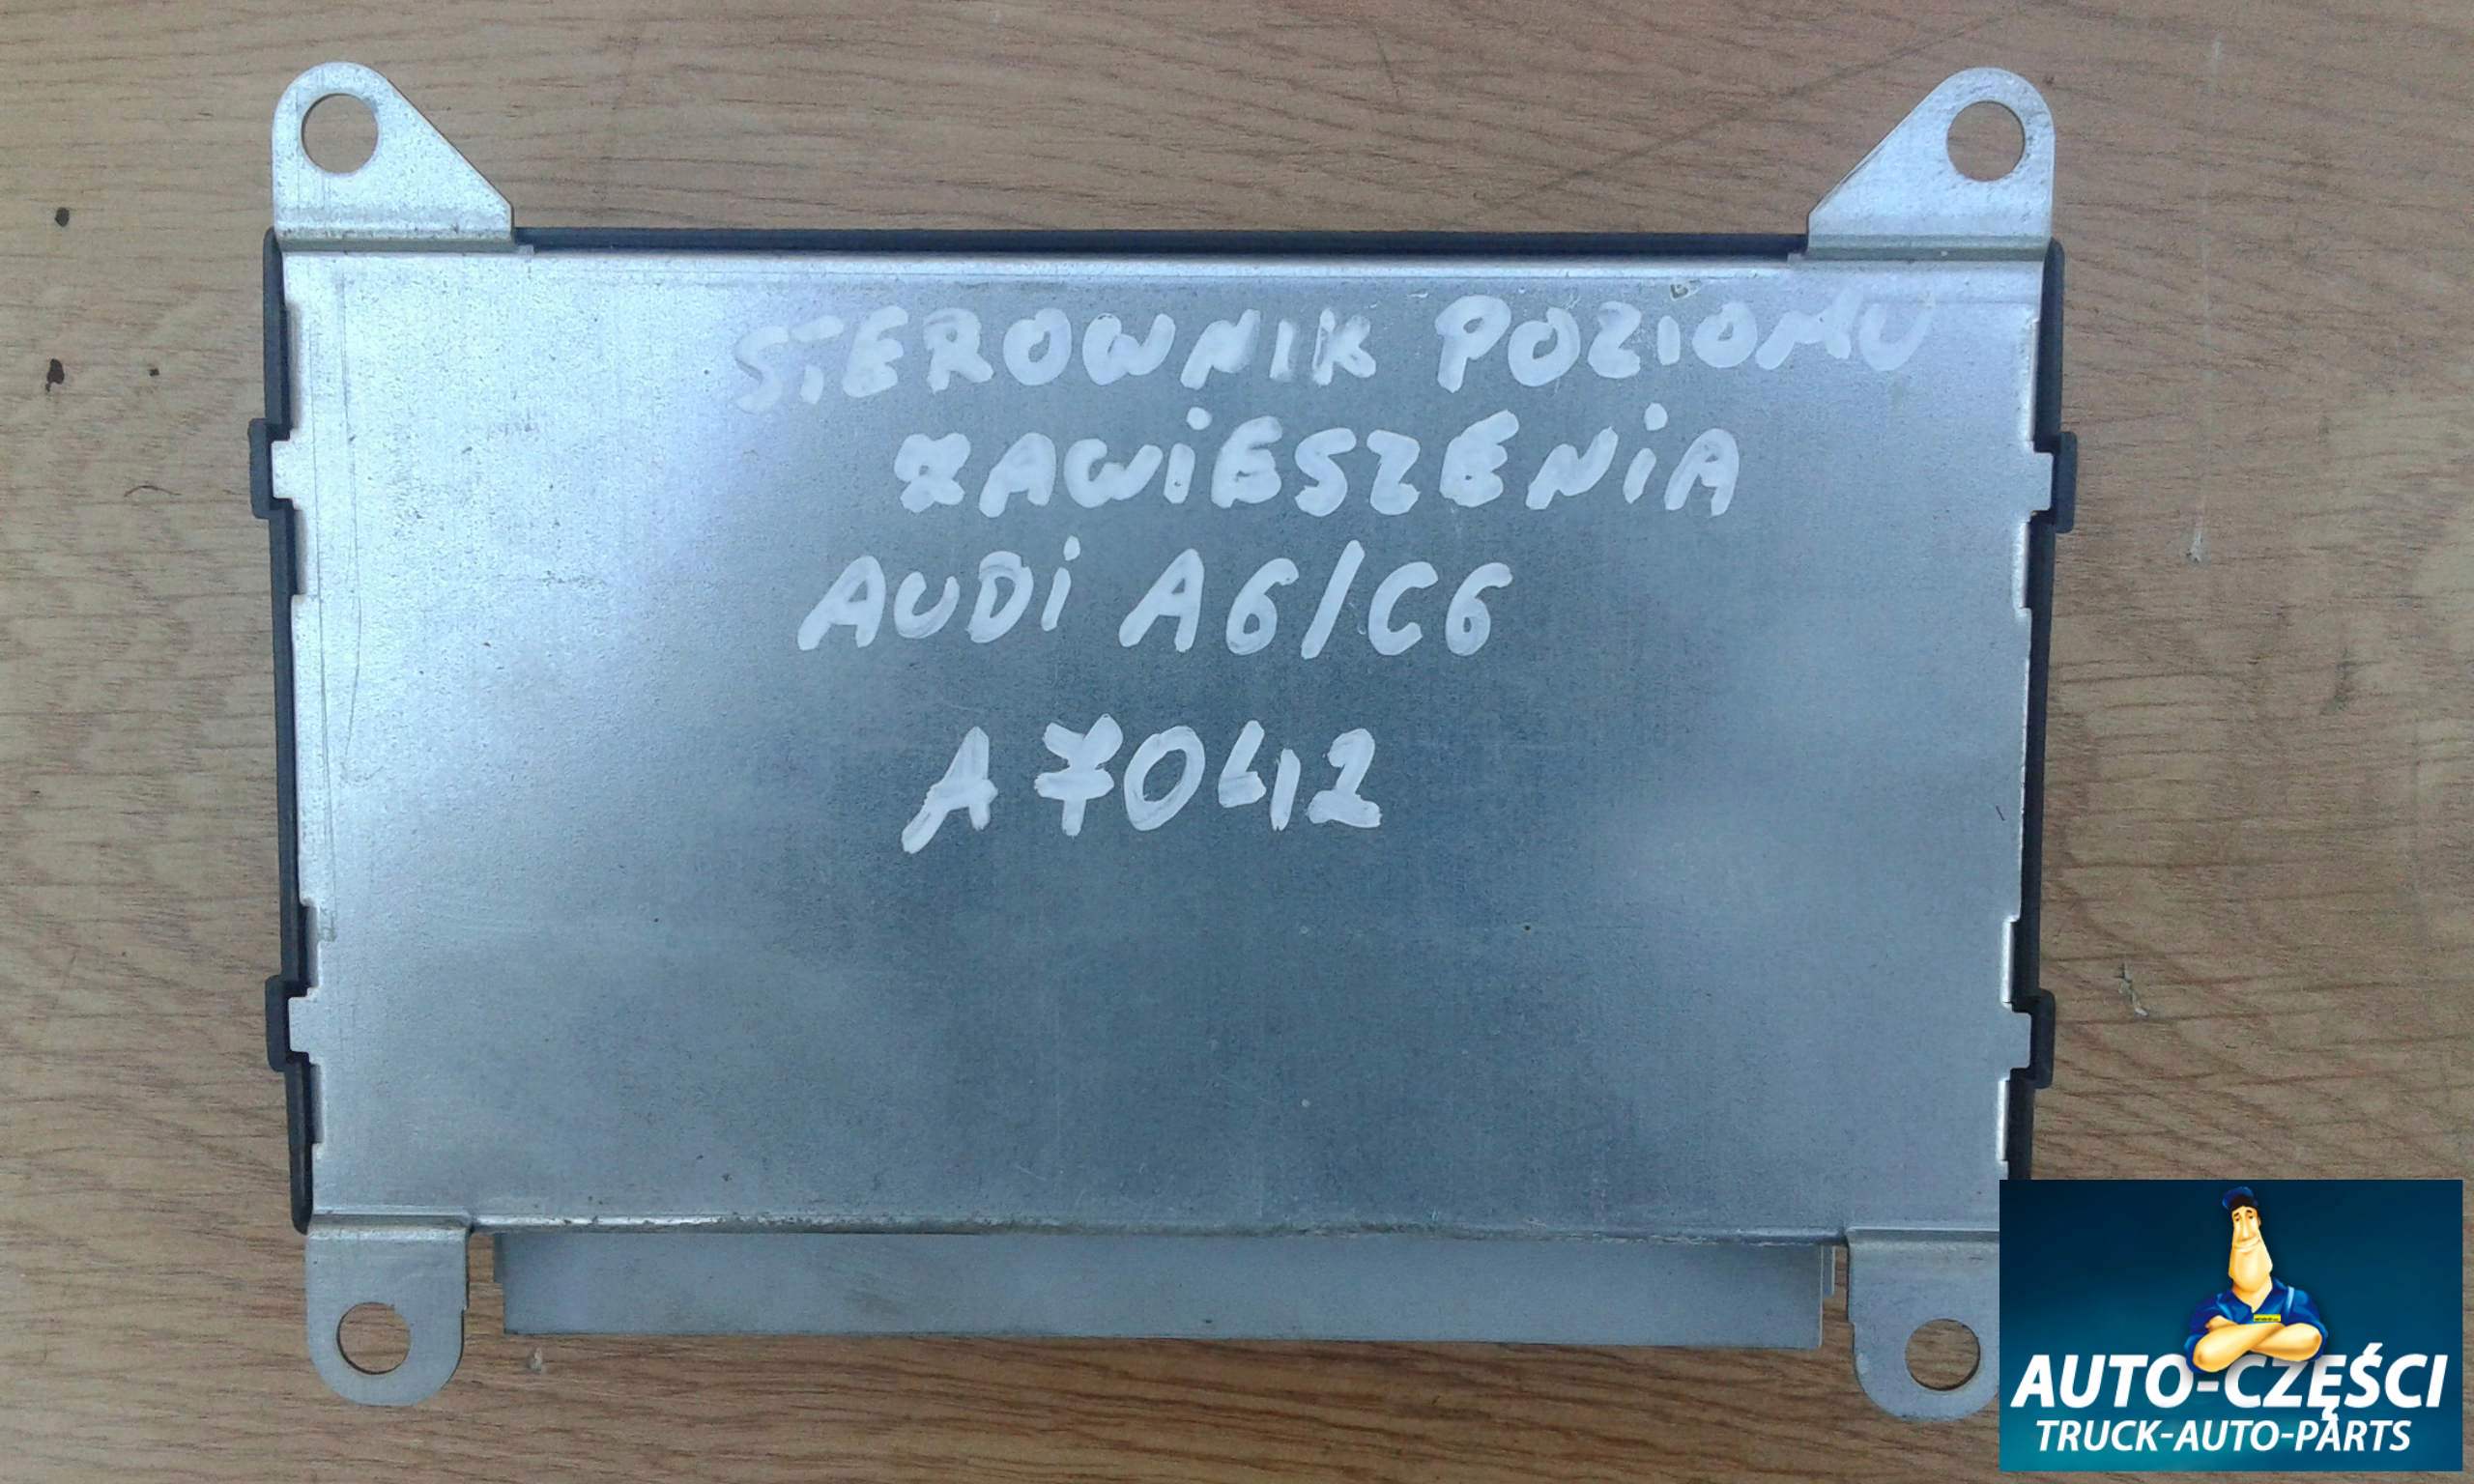 STEROWNIK POZIOMU
ZAWiESZENiA
AUDi A6/C6
A7042
AUTO-CZĘŚCI
TRUCK-AUTO-PARTS